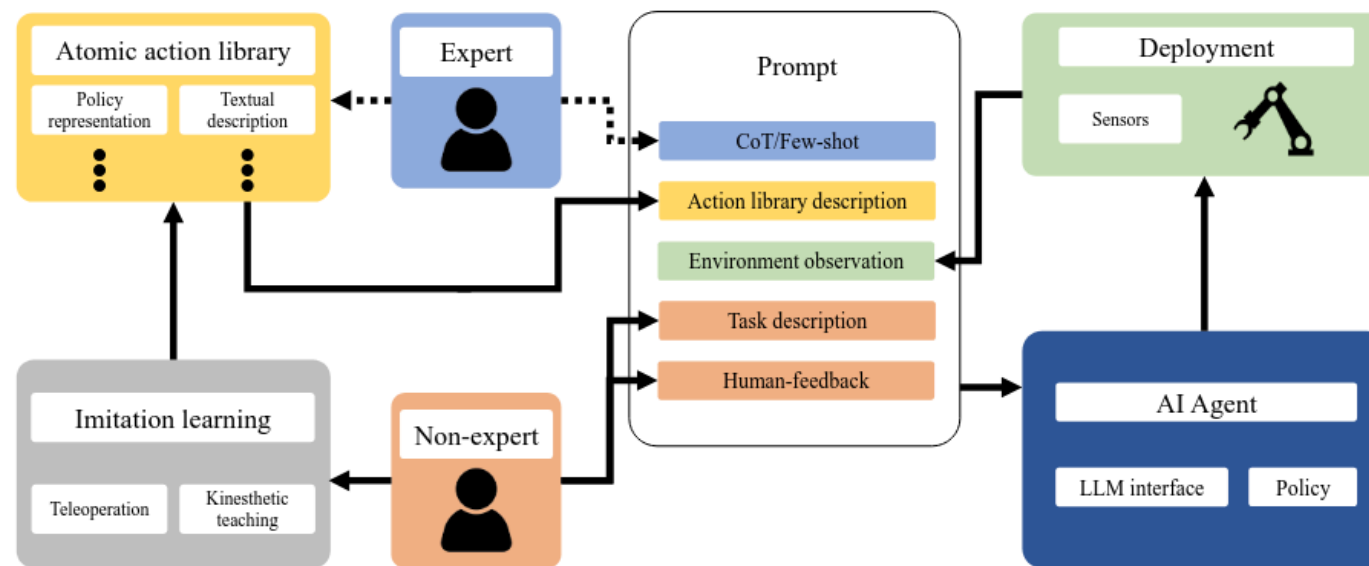 Atomic action library
Policy
representation
Textual
description
Expert
Prompt
CoT/Few-shot
Action library description
Environment observation
Task description
Human-feedback
Deployment
Sensors
Imitation learning
Teleoperation
Kinesthetic
teaching
Non-expert
AI Agent
LLM interface
Policy